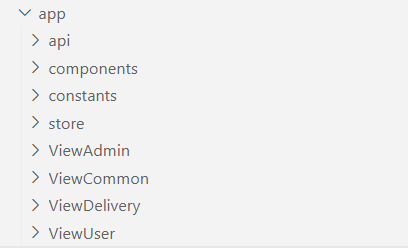 app
api
components
constants
store
ViewAdmin
ViewCommon
ViewDelivery
ViewUser